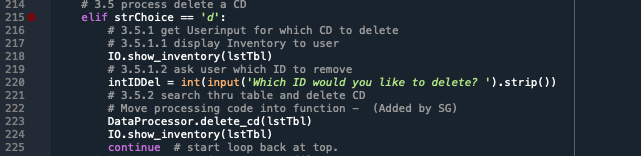 214 # 3.5 process delete a CD
215 elif strChoice == 'd':
216 # 3.5.1 get Userinput for which CD to delete
217 # 3.5.1.1 display Inventory to user
218 IO.show_inventory(lstTbl)
219 # 3.5.1.2 ask user which ID to remove
220 intIDDel = int(input('Which ID would you like to delete? ').strip())
221 # 3.5.2 search thru table and delete CD
222 # Move processing code into function – (Added by SG)
223 DataProcessor.delete_cd(lstTbl)
224 IO.show_inventory(lstTbl)
225 continue # start loop back at top.